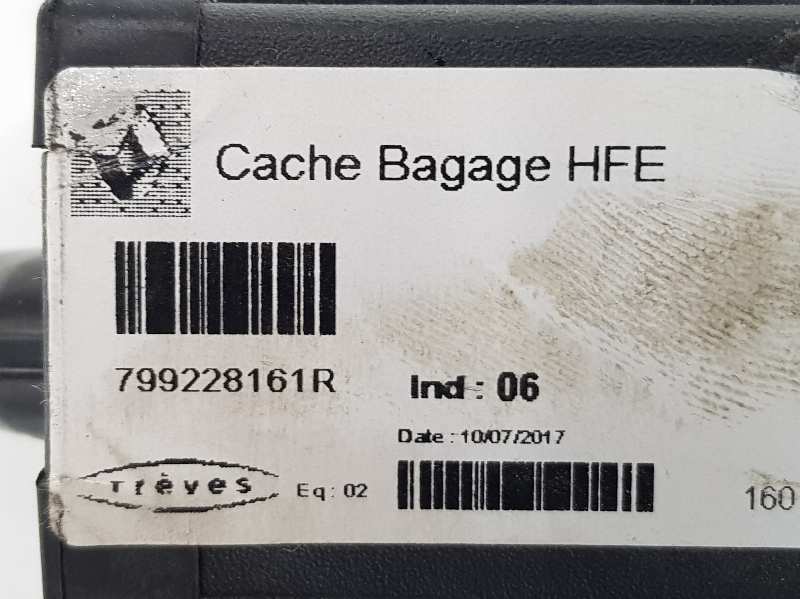 Cache Bagage HFE
799228161R
Ind : 06
Date : 10/07/2017
Trèves
Eq : 02
160